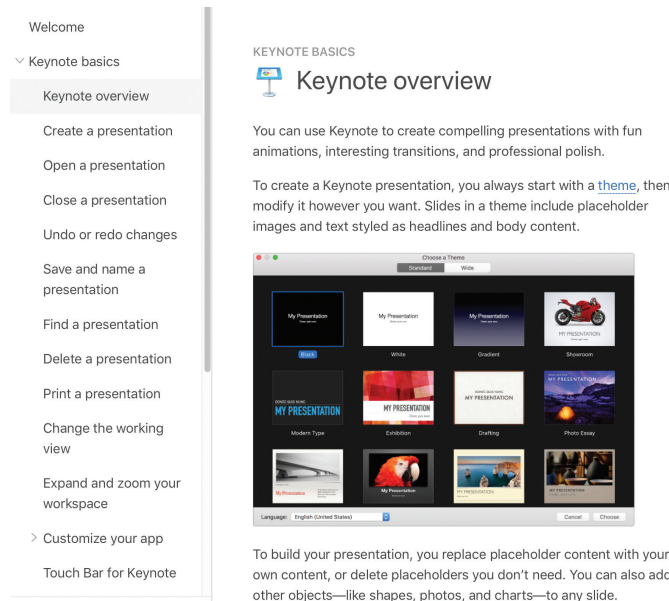 Welcome
Keynote basics
Keynote overview
Create a presentation
Open a presentation
Close a presentation
Undo or redo changes
Save and name a
presentation
Find a presentation
Delete a presentation
Print a presentation
Change the working
view
Expand and zoom your
workspace
Customize your app
Touch Bar for Keynote
KEYNOTE BASICS
Keynote overview
You can use Keynote to create compelling presentations with fun
animations, interesting transitions, and professional polish.
To create a Keynote presentation, you always start with a theme, then
modify it however you want. Slides in a theme include placeholder
images and text styled as headlines and body content.
Choose a Theme
Standard Wide
My Presentation
My Presentation
My Presentation
MY PRESENTATION
Black White Gradient Showroom
DONEC QUIS NUNC
MY PRESENTATION
MY PRESENTATION
DONEC QUIS NUNC
MY PRESENTATION
MY PRESENTATION
Modern Type Exhibition Drafting Photo Essay
My Presentation
My Presentation
MY PRESENTATION
Language: English (United States) Cancel Choose
To build your presentation, you replace placeholder content with your
own content, or delete placeholders you don’t need. You can also add
other objects—like shapes, photos, and charts—to any slide.